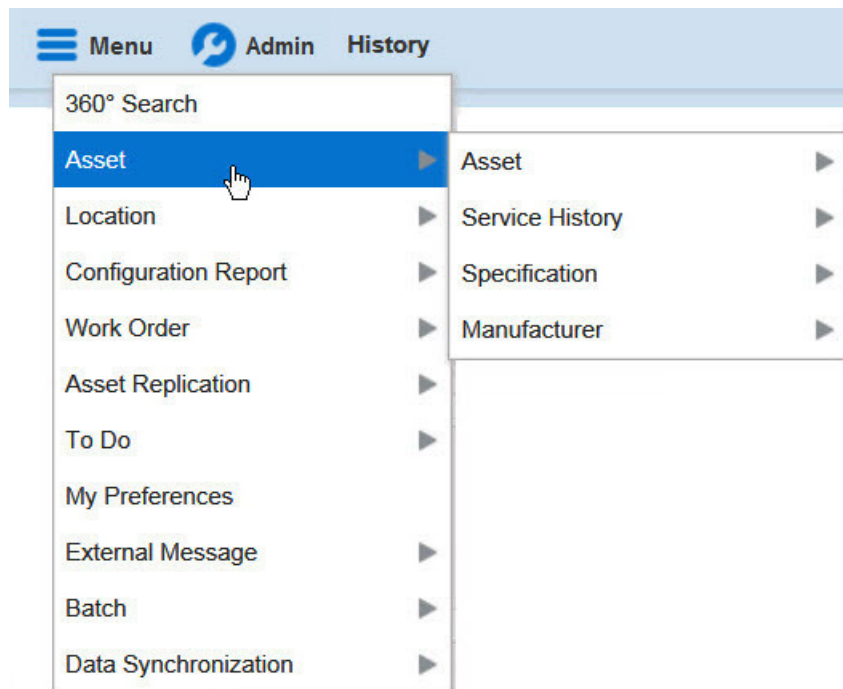 Menu Admin History
360° Search
Asset
Location
Configuration Report
Work Order
Asset Replication
To Do
My Preferences
External Message
Batch
Data Synchronization
Asset
Service History
Specification
Manufacturer